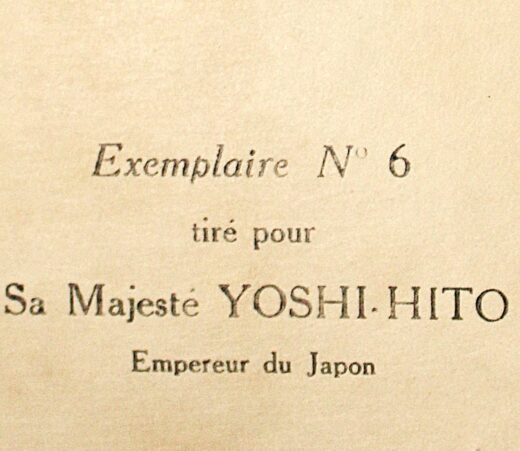 Exemplaire N° 6
tiré pour
Sa Majesté YOSHI-HITO
Empereur du Japon